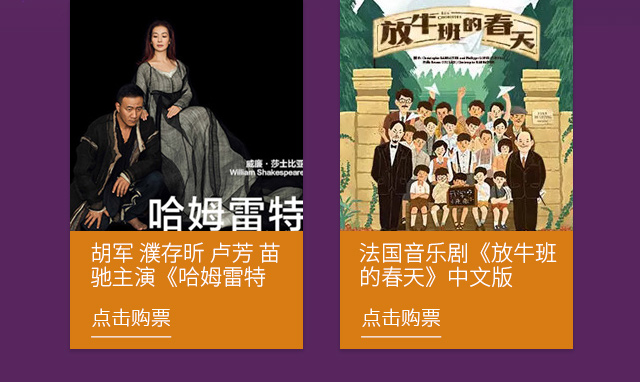 威廉·莎士比亚
William Shakespeare
哈姆雷特
胡军 濮存昕 卢芳 苗
驰主演《哈姆雷特
点击购票
放牛班的春天
法国音乐剧《放牛班
的春天》中文版
点击购票